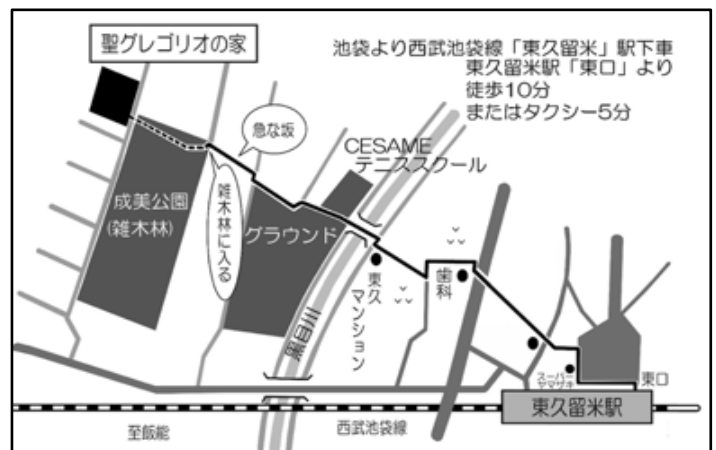 聖グレゴリオの家
池袋より西武池袋線「東久留米」駅下車
東久留米駅「東口」より
徒歩10分
またはタクシー5分
急な坂
CESAME
テニススクール
成美公園
(雑木林)
雑木林に入る
グラウンド
東久
マンション
歯科
黒目川
スーパー
ヤマザキ
東口
東久留米駅
至飯能
西武池袋線